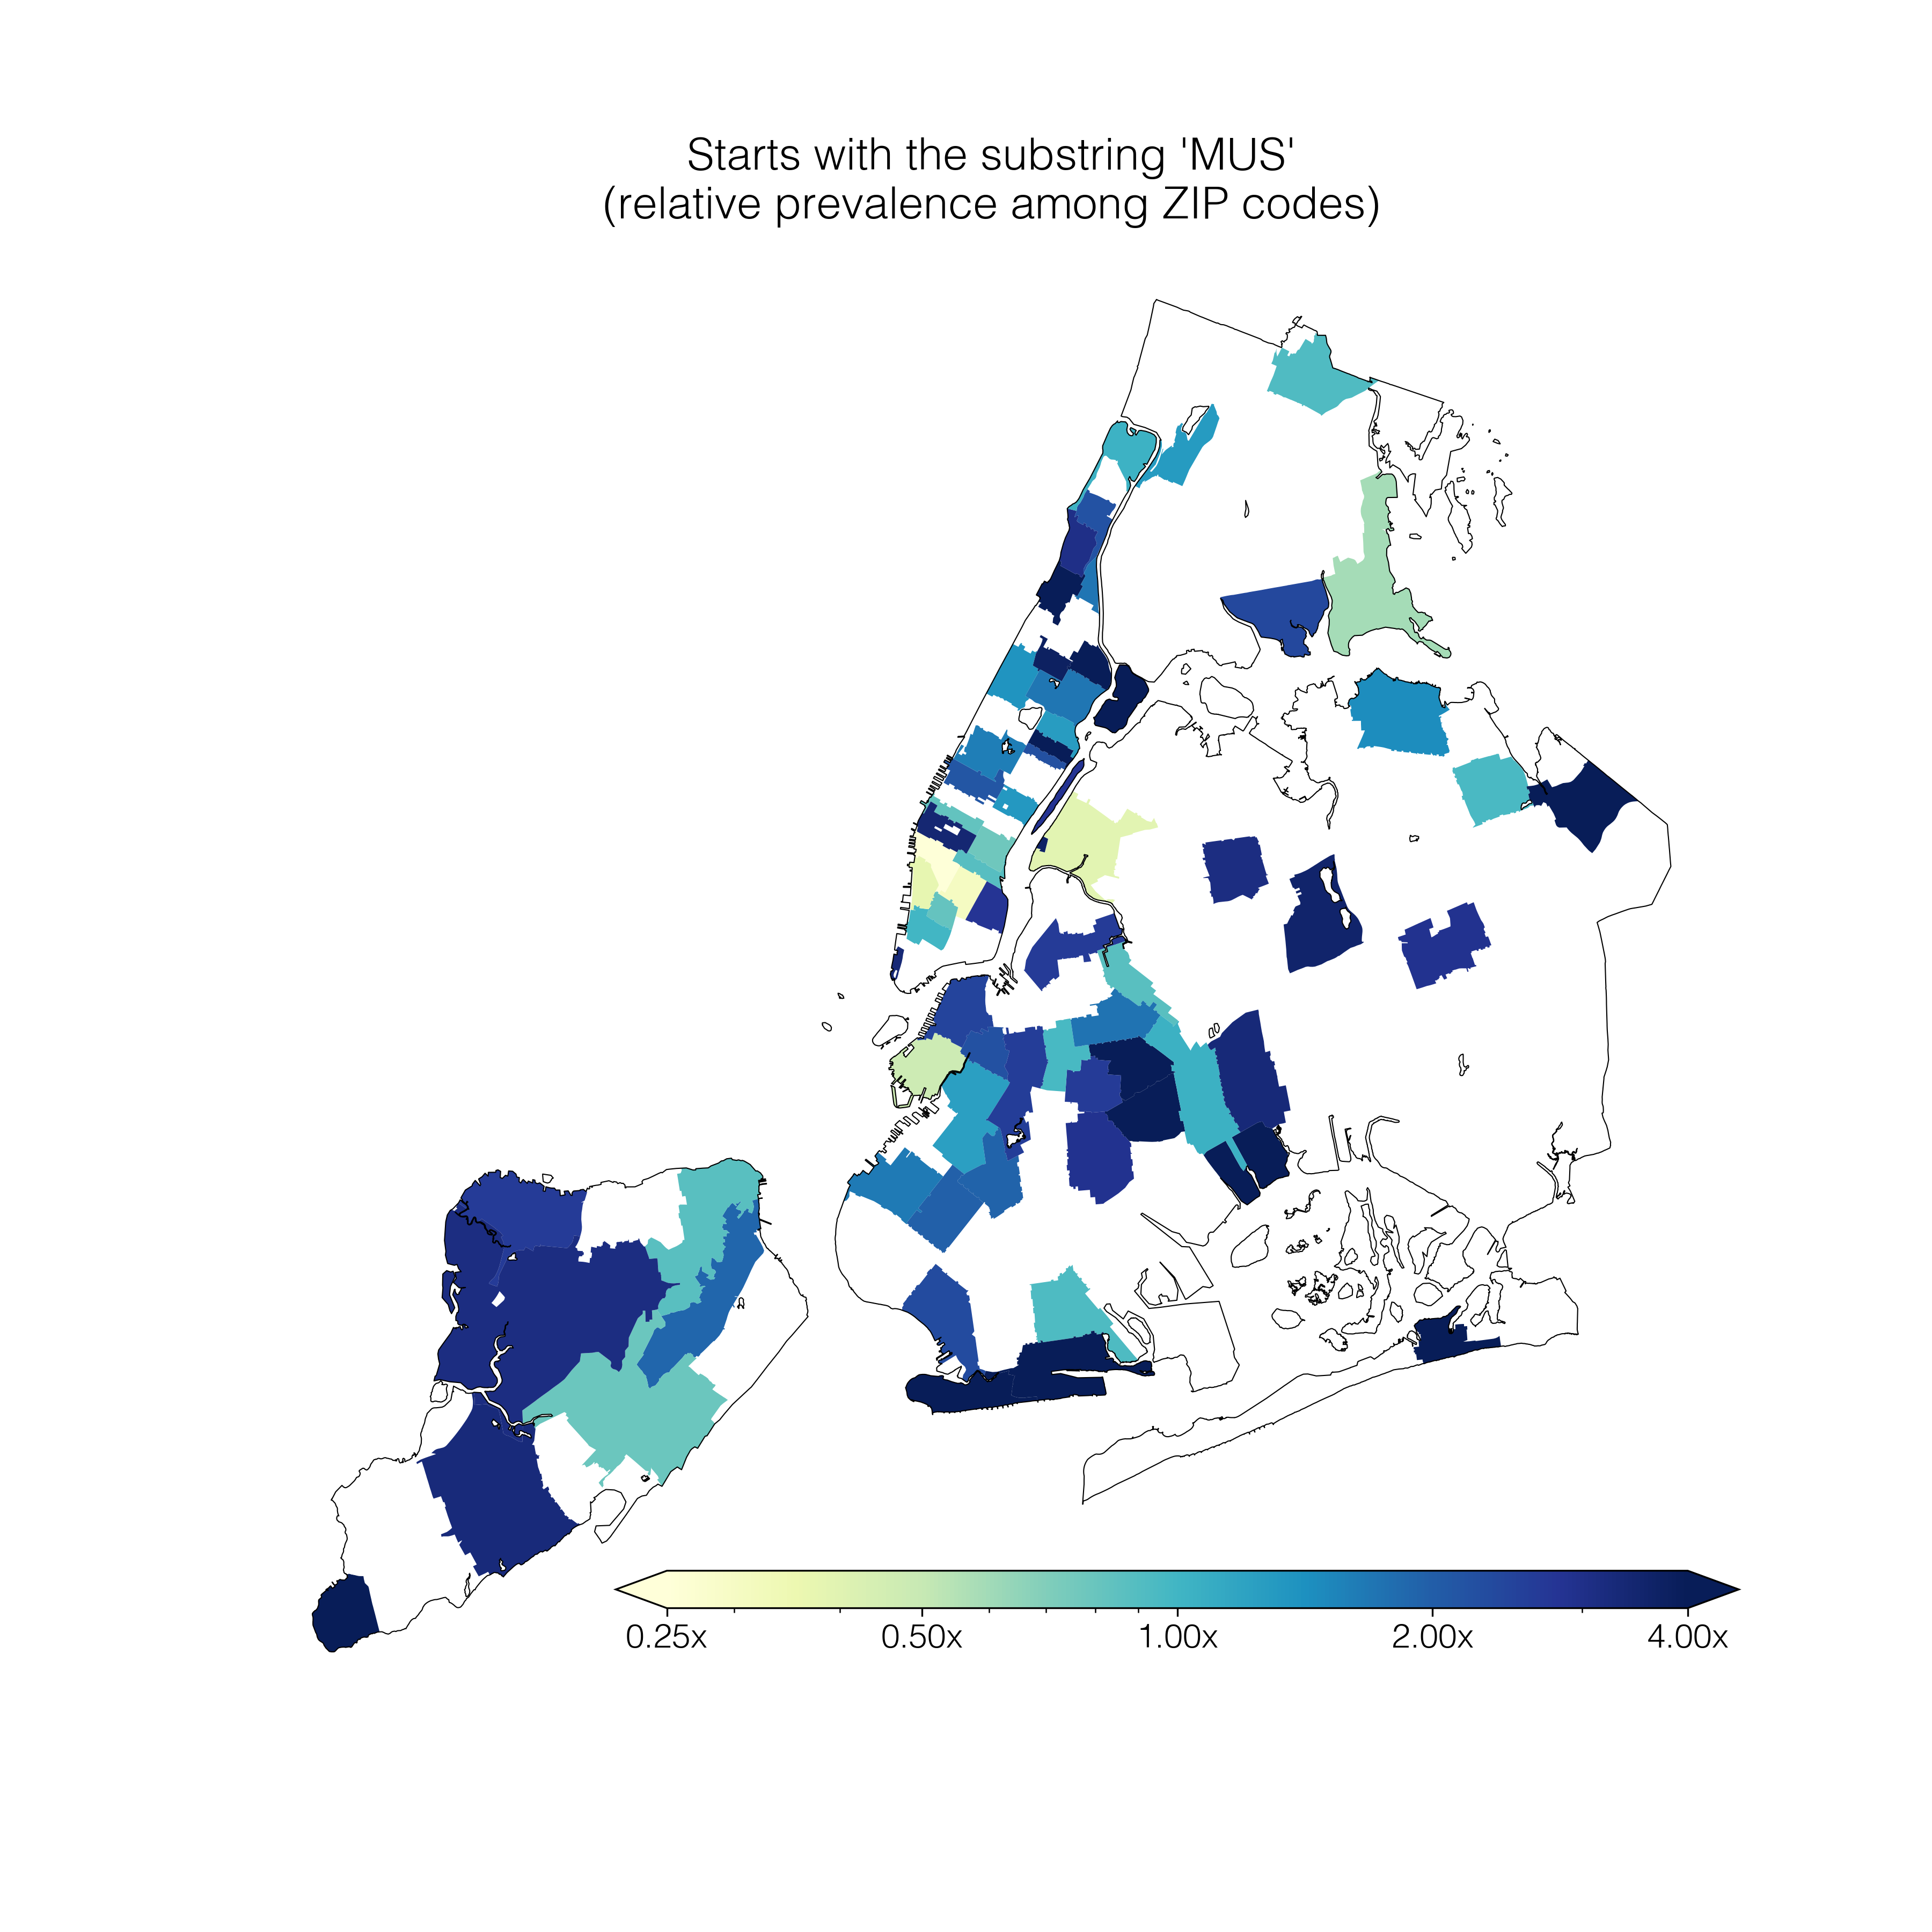 Starts with the substring 'MUS'
(relative prevalence among ZIP codes)
0.25x 0.50x 1.00x 2.00x 4.00x